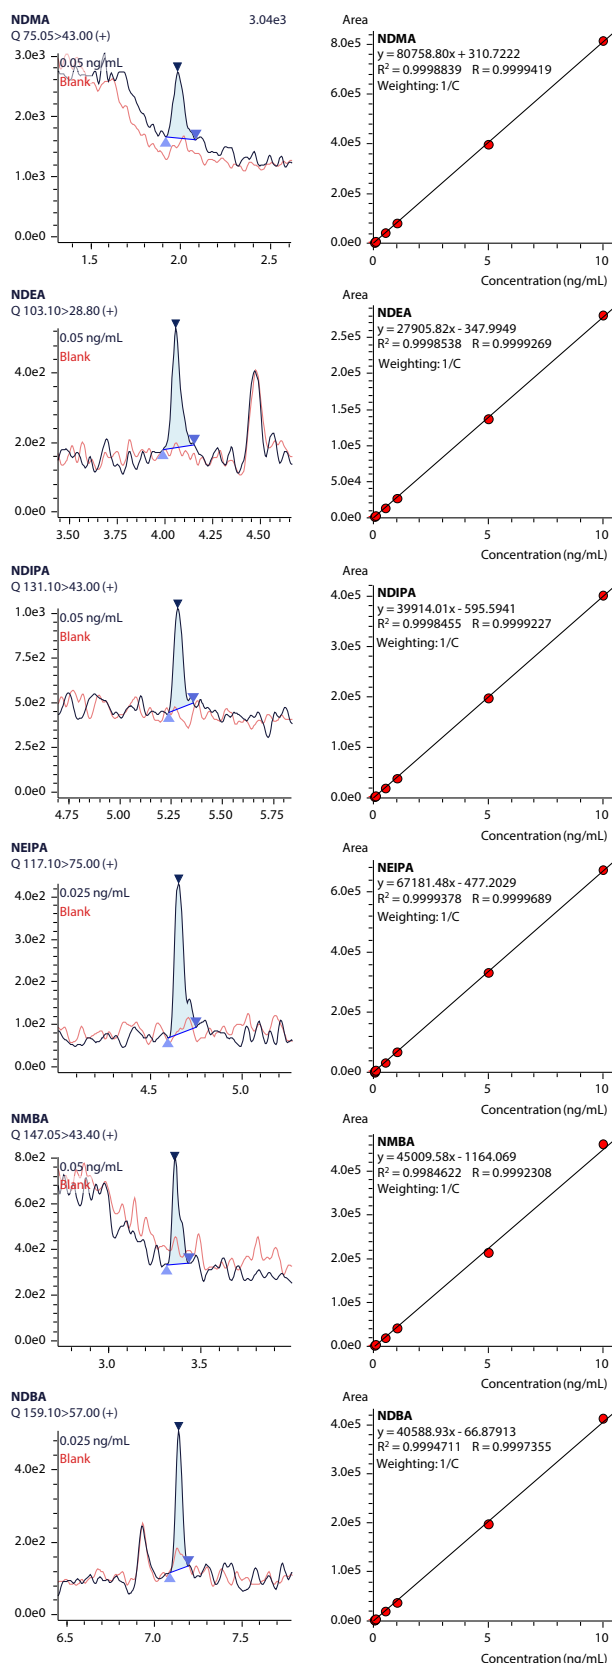 NDMA 3.04e3
Q 75.05>43.00 (+)
3.0e3
0.05 ng/mL
Blank
2.0e3
1.0e3
0.0e0
1.5 2.0 2.5
Area
8.0e5
NDMA
y = 80758.80x + 310.7222
R² = 0.9998839 R = 0.9999419
Weighting: 1/C
6.0e5
4.0e5
2.0e5
0.0e0
0 5 10
Concentration (ng/mL)
NDEA
Q 103.10>28.80 (+)
0.05 ng/mL
Blank
4.0e2
2.0e2
0.0e0
3.50 3.75 4.00 4.25 4.50
Area
NDEA
y = 27905.82x - 347.9949
R² = 0.9998538 R = 0.9999269
Weighting: 1/C
2.5e5
2.0e5
1.5e5
1.0e5
5.0e4
0.0e0
0 5 10
Concentration (ng/mL)
NDIPA
Q 131.10>43.00 (+)
1.0e3
0.05 ng/mL
Blank
7.5e2
5.0e2
2.5e2
0.0e0
4.75 5.00 5.25 5.50 5.75
Area
4.0e5
NDIPA
y = 39914.01x - 595.5941
R² = 0.9998455 R = 0.9999227
Weighting: 1/C
3.0e5
2.0e5
1.0e5
0.0e0
0 5 10
Concentration (ng/mL)
NEIPA
Q 117.10>75.00 (+)
4.0e2
0.025 ng/mL
Blank
3.0e2
2.0e2
1.0e2
0.0e0
4.5 5.0
Area
NEIPA
y = 67181.48x - 477.2029
R² = 0.9999378 R = 0.9999689
Weighting: 1/C
6.0e5
4.0e5
2.0e5
0.0e0
0 5 10
Concentration (ng/mL)
NMBA
Q 147.05>43.40 (+)
8.0e2
0.05 ng/mL
Blank
6.0e2
4.0e2
2.0e2
0.0e0
3.0 3.5
Area
NMBA
y = 45009.58x - 1164.069
R² = 0.9984622 R = 0.9992308
Weighting: 1/C
4.0e5
3.0e5
2.0e5
1.0e5
0.0e0
0 5 10
Concentration (ng/mL)
NDBA
Q 159.10>57.00 (+)
0.025 ng/mL
Blank
4.0e2
2.0e2
0.0e0
6.5 7.0 7.5
Area
4.0e5
NDBA
y = 40588.93x - 66.87913
R² = 0.9994711 R = 0.9997355
Weighting: 1/C
3.0e5
2.0e5
1.0e5
0.0e0
0 5 10
Concentration (ng/mL)